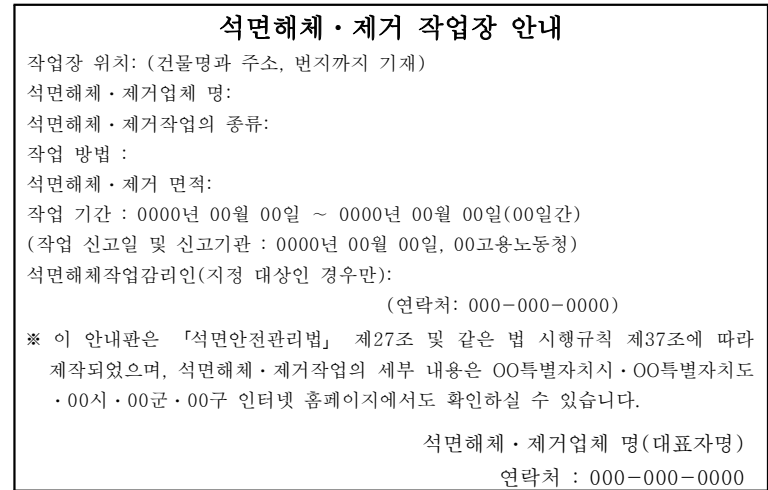 석면해체・제거 작업장 안내
작업장 위치: (건물명과 주소, 번지까지 기재)
석면해체・제거업체 명:
석면해체・제거작업의 종류:
작업 방법 :
석면해체・제거 면적:
작업 기간 : 0000년 00월 00일 ~ 0000년 00월 00일(00일간)
(작업 신고일 및 신고기관 : 0000년 00월 00일, 00고용노동청)
석면해체작업감리인(지정 대상인 경우만):
(연락처: 000-000-0000)
※ 이 안내판은 「석면안전관리법」 제27조 및 같은 법 시행규칙 제37조에 따라
제작되었으며, 석면해체・제거작업의 세부 내용은 OO특별자치시・OO특별자치도
・00시・00군・00구 인터넷 홈페이지에서도 확인하실 수 있습니다.
석면해체・제거업체 명(대표자명)
연락처 : 000-000-0000